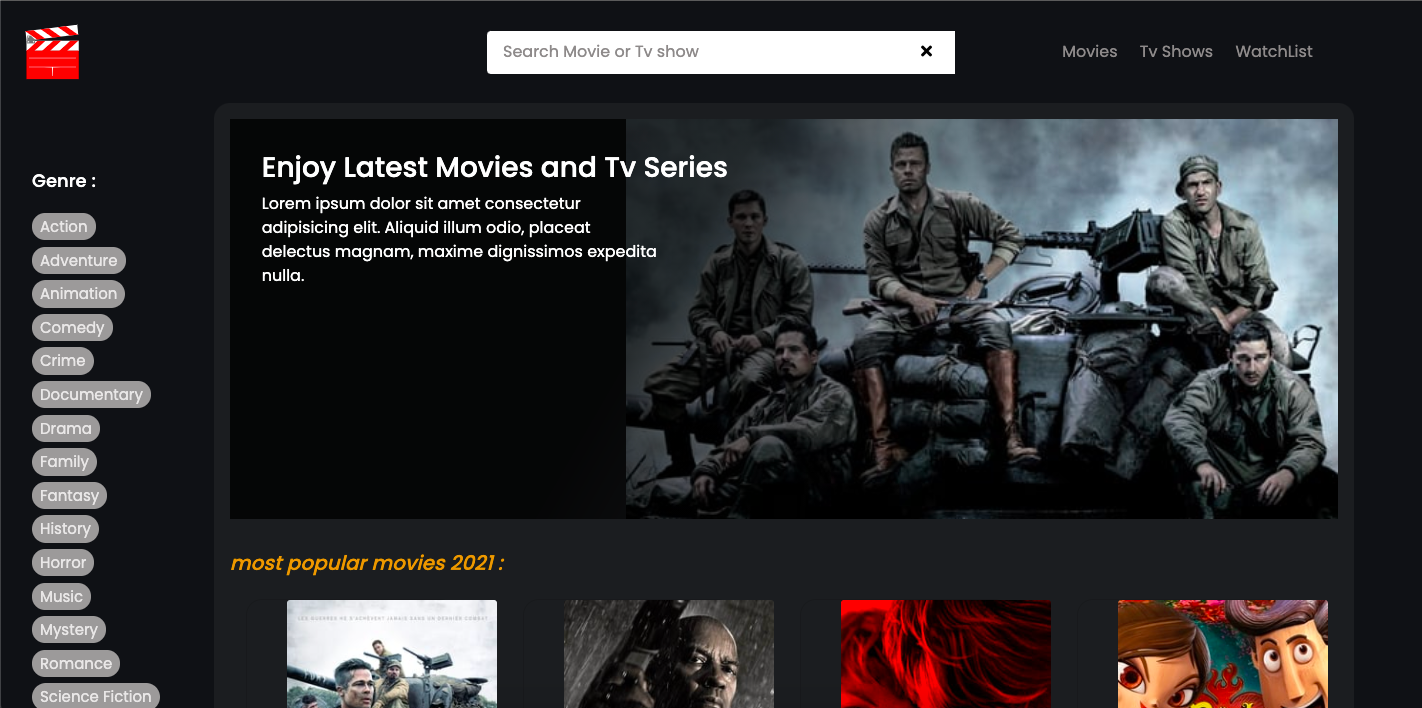 Search Movie or Tv show
Movies
Tv Shows
WatchList
Genre :
Action
Adventure
Animation
Comedy
Crime
Documentary
Drama
Family
Fantasy
History
Horror
Music
Mystery
Romance
Science Fiction
Enjoy Latest Movies and Tv Series
Lorem ipsum dolor sit amet consectetur
adipisicing elit. Aliquid illum odio, placeat
delectus magnam, maxime dignissimos expedita
nulla.
most popular movies 2021 :
LES GUERRES NE S'ACHÈVENT JAMAIS SANS UN DERNIER COMBAT